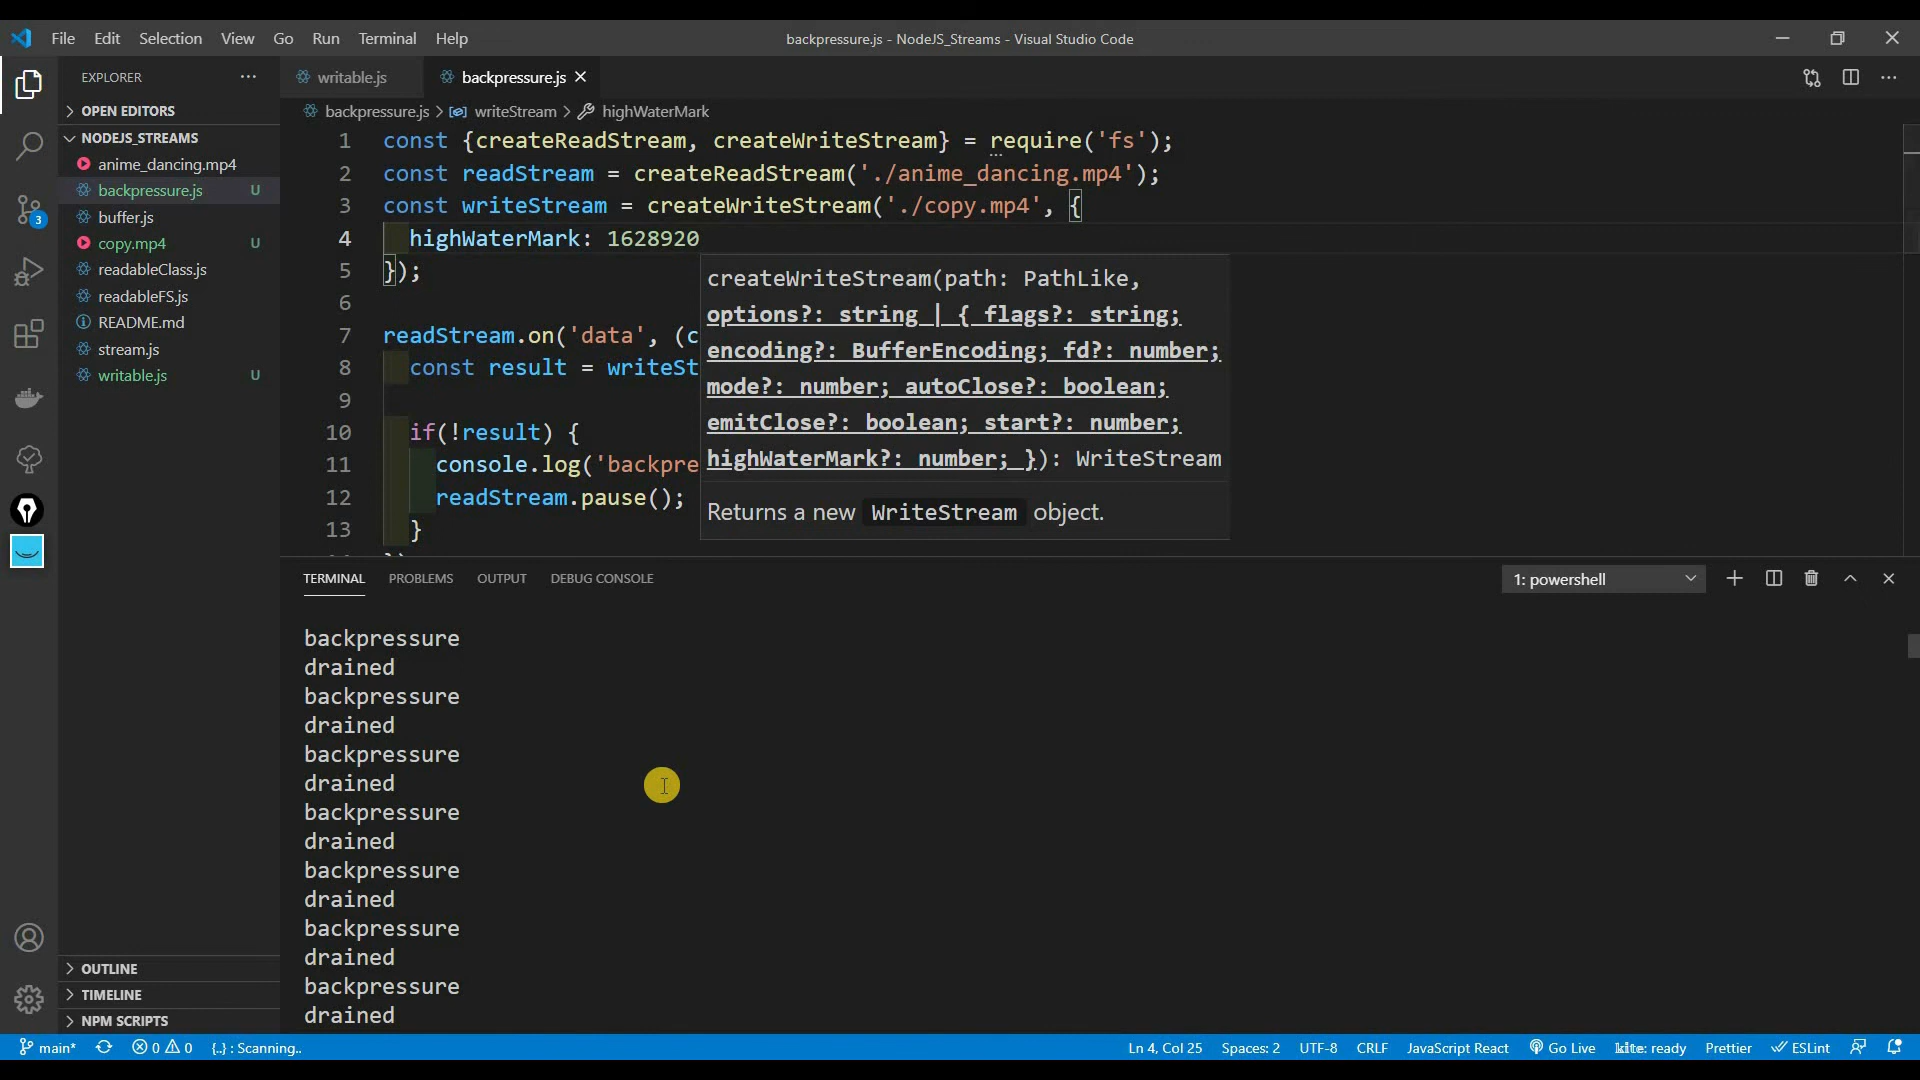 File Edit Selection View Go Run Terminal Help
backpressure.js - NodeJS_Streams - Visual Studio Code
EXPLORER
OPEN EDITORS
NODEJS_STREAMS
anime_dancing.mp4
backpressure.js U
buffer.js
copy.mp4 U
readableClass.js
readableFS.js
README.md
stream.js
writable.js U
OUTLINE
TIMELINE
NPM SCRIPTS
3
writable.js
backpressure.js
backpressure.js > writeStream > highWaterMark
1 const {createReadStream, createWriteStream} = require('fs');
2 const readStream = createReadStream('./anime_dancing.mp4');
3 const writeStream = createWriteStream('./copy.mp4', {
4 highWaterMark: 1628920
5 });
6
7 readStream.on('data', (c
8 const result = writeSt
9
10 if(!result) {
11 console.log('backpre
12 readStream.pause();
13 }
createWriteStream(path: PathLike,
options?: string | { flags?: string;
encoding?: BufferEncoding; fd?: number;
mode?: number; autoClose?: boolean;
emitClose?: boolean; start?: number;
highWaterMark?: number; }): WriteStream
Returns a new WriteStream object.
TERMINAL PROBLEMS OUTPUT DEBUG CONSOLE
1: powershell
backpressure
drained
backpressure
drained
backpressure
drained
backpressure
drained
backpressure
drained
backpressure
drained
backpressure
drained
main* 0 0 {..} : Scanning..
Ln 4, Col 25 Spaces: 2 UTF-8 CRLF JavaScript React Go Live kite: ready Prettier ESLint